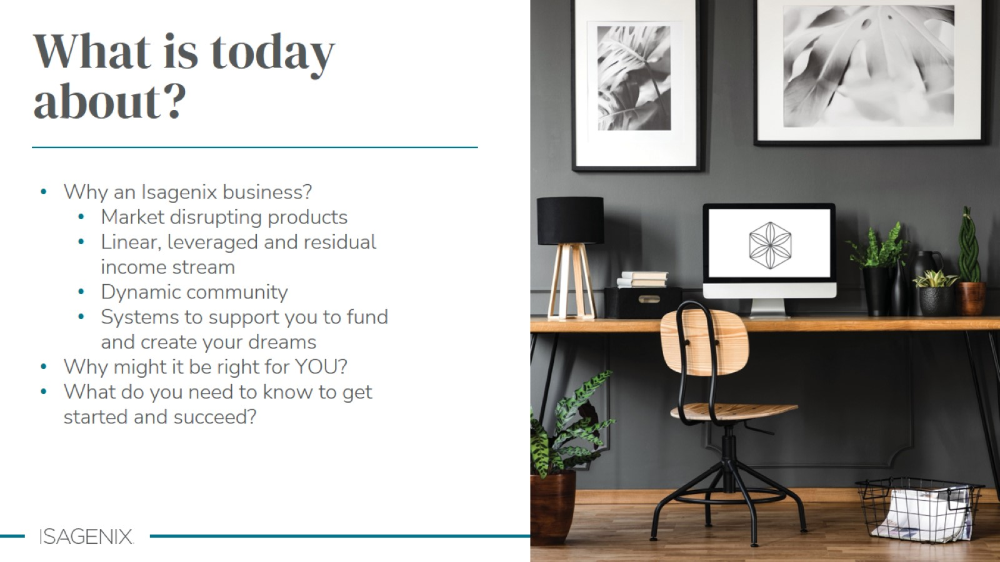 What is today
about?
• Why an Isagenix business?
• Market disrupting products
• Linear, leveraged and residual
income stream
• Dynamic community
• Systems to support you to fund
and create your dreams
• Why might it be right for YOU?
• What do you need to know to get
started and succeed?
ISAGENIX